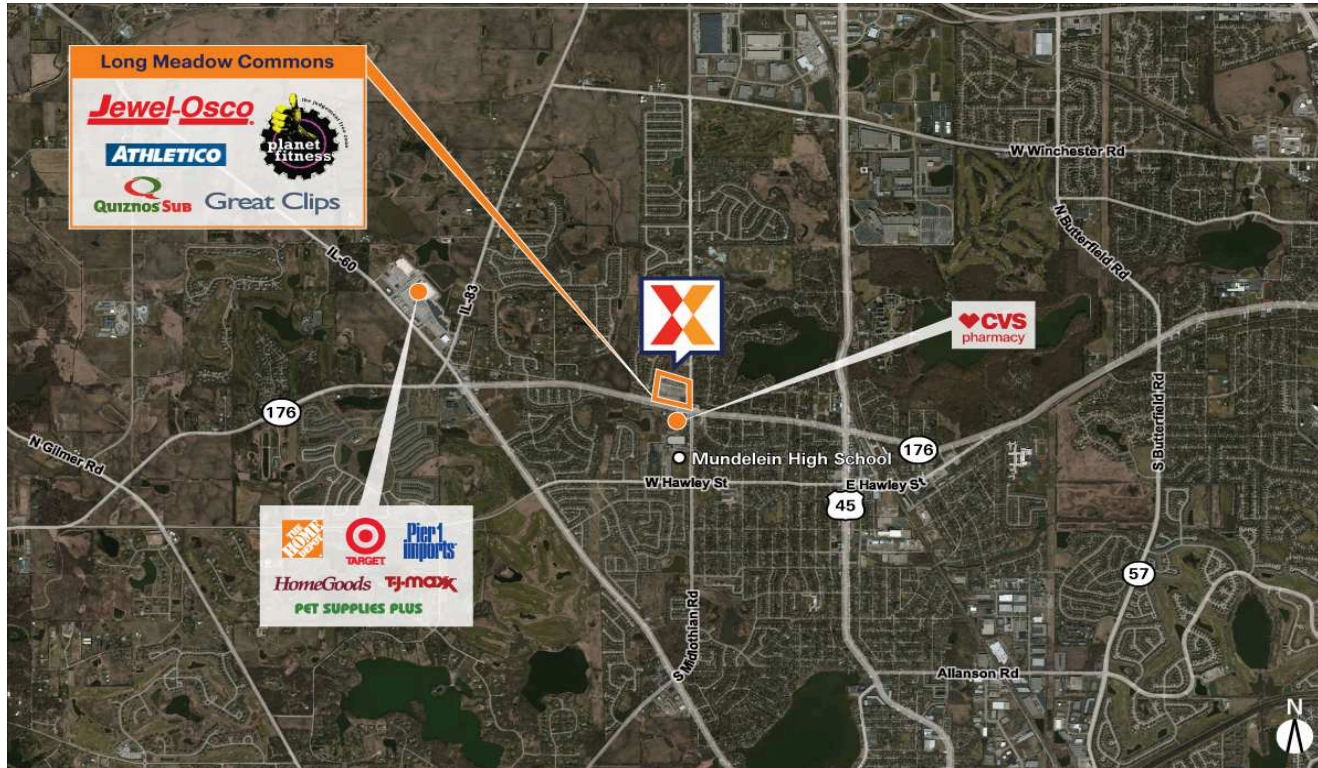 Long Meadow Commons
Jewel-Osco
the judgement free zone
planet
fitness
ATHLETICO
QUIZNOS SUB
Great Clips
W Winchester Rd
N Butterfield Rd
IL-60
IL-83
X
CVS
pharmacy
176
N Gilmer Rd
176
Mundelein High School
W Hawley St
E Hawley St
45
S Butterfield Rd
THE
HOME
DEPOT
TARGET
Pier 1
imports
HomeGoods
T.J.maxx
PET SUPPLIES PLUS
57
S Midlothian Rd
Allanson Rd
N